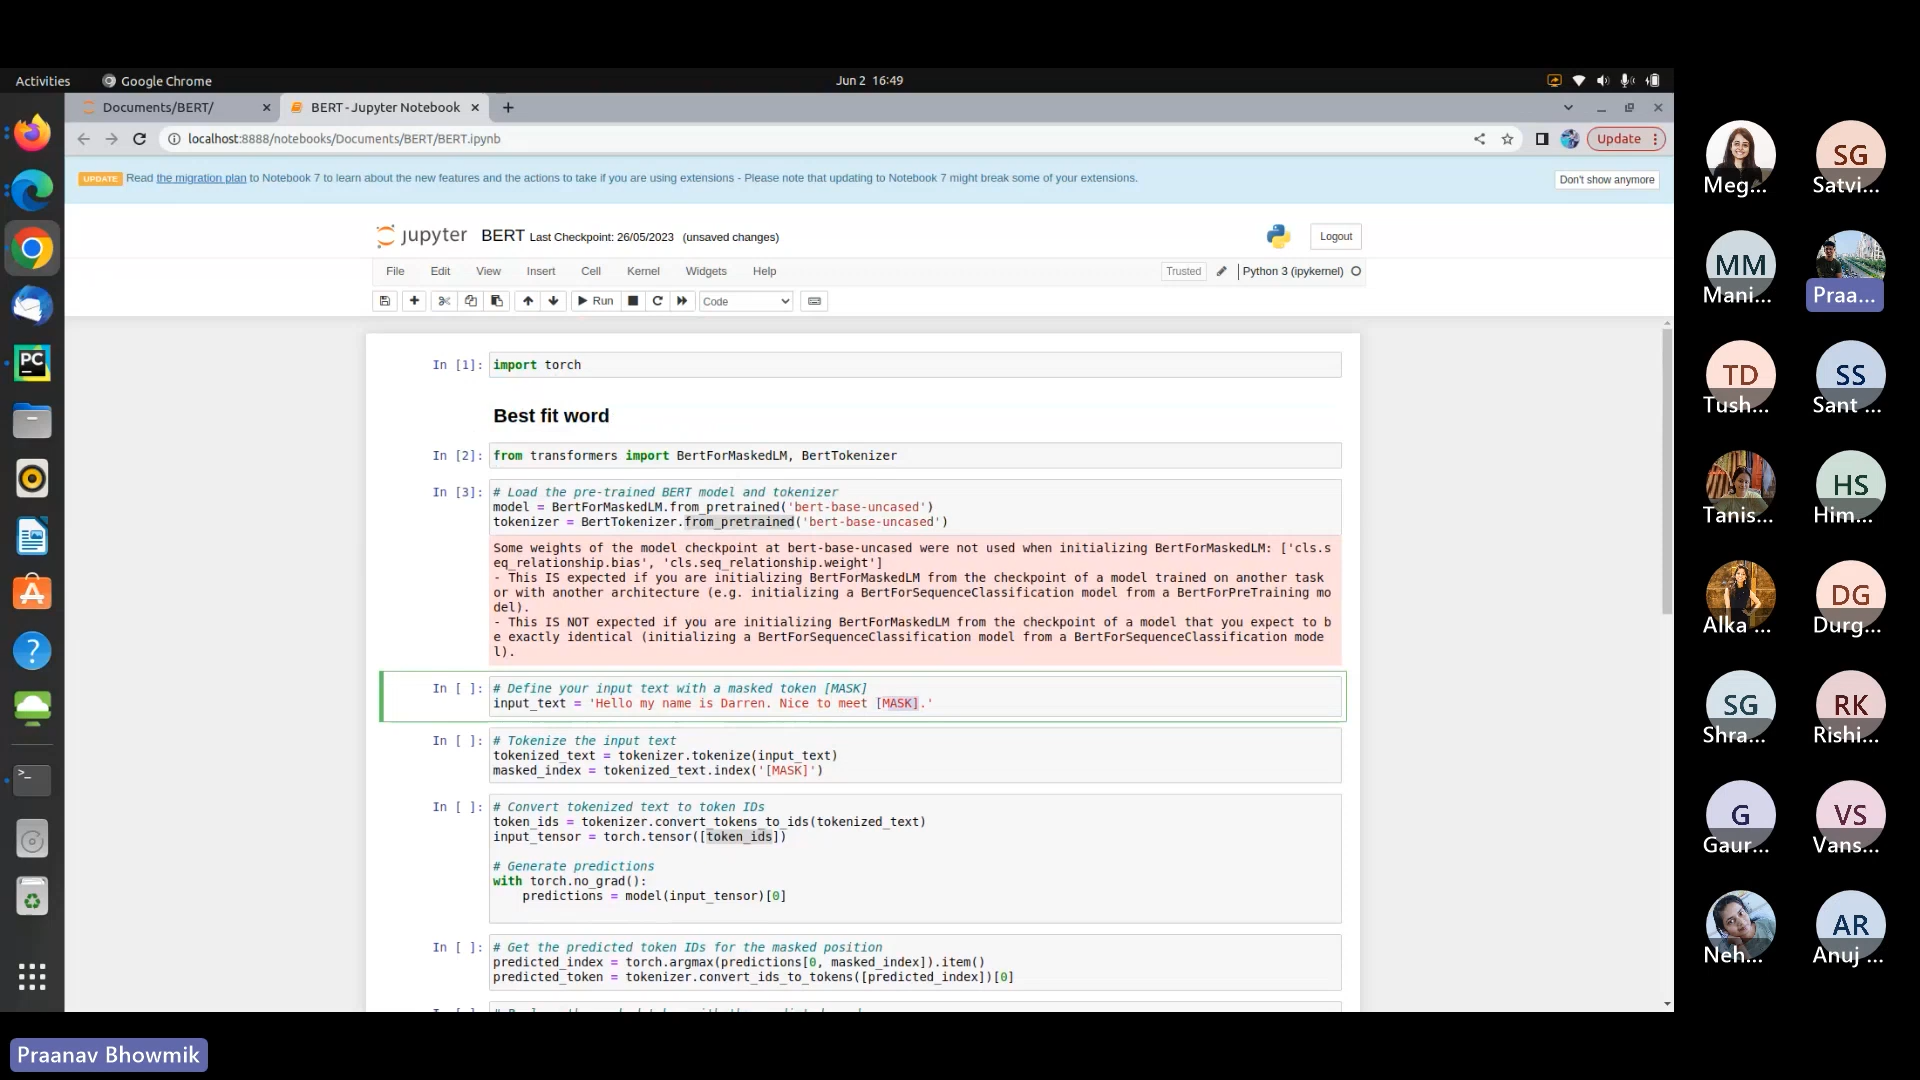 Activities
Google Chrome
Jun 2 16:49
Documents/BERT/
BERT - Jupyter Notebook
localhost:8888/notebooks/Documents/BERT/BERT.ipynb
Update
UPDATE Read the migration plan to Notebook 7 to learn about the new features and the actions to take if you are using extensions - Please note that updating to Notebook 7 might break some of your extensions.
Don't show anymore
jupyter BERT Last Checkpoint: 26/05/2023 (unsaved changes)
Logout
File Edit View Insert Cell Kernel Widgets Help
Trusted
Python 3 (ipykernel)
Run
Code
In [1]: import torch
Best fit word
In [2]: from transformers import BertForMaskedLM, BertTokenizer
In [3]: # Load the pre-trained BERT model and tokenizer
model = BertForMaskedLM.from_pretrained('bert-base-uncased')
tokenizer = BertTokenizer.from_pretrained('bert-base-uncased')
Some weights of the model checkpoint at bert-base-uncased were not used when initializing BertForMaskedLM: ['cls.s
eq_relationship.bias', 'cls.seq_relationship.weight']
- This IS expected if you are initializing BertForMaskedLM from the checkpoint of a model trained on another task
or with another architecture (e.g. initializing a BertForSequenceClassification model from a BertForPreTraining mo
del).
- This IS NOT expected if you are initializing BertForMaskedLM from the checkpoint of a model that you expect to b
e exactly identical (initializing a BertForSequenceClassification model from a BertForSequenceClassification mode
l).
In [ ]: # Define your input text with a masked token [MASK]
input_text = 'Hello my name is Darren. Nice to meet [MASK].'
In [ ]: # Tokenize the input text
tokenized_text = tokenizer.tokenize(input_text)
masked_index = tokenized_text.index('[MASK]')
In [ ]: # Convert tokenized text to token IDs
token_ids = tokenizer.convert_tokens_to_ids(tokenized_text)
input_tensor = torch.tensor([token_ids])
# Generate predictions
with torch.no_grad():
predictions = model(input_tensor)[0]
In [ ]: # Get the predicted token IDs for the masked position
predicted_index = torch.argmax(predictions[0, masked_index]).item()
predicted_token = tokenizer.convert_ids_to_tokens([predicted_index])[0]
PC
Meg...
SG
Satvi...
MM
Mani...
Praa...
TD
Tush...
SS
Sant ...
Tanis...
HS
Him...
Alka ...
DG
Durg...
SG
Shra...
RK
Rishi...
G
Gaur...
VS
Vans...
Neh...
AR
Anuj ...
Praanav Bhowmik